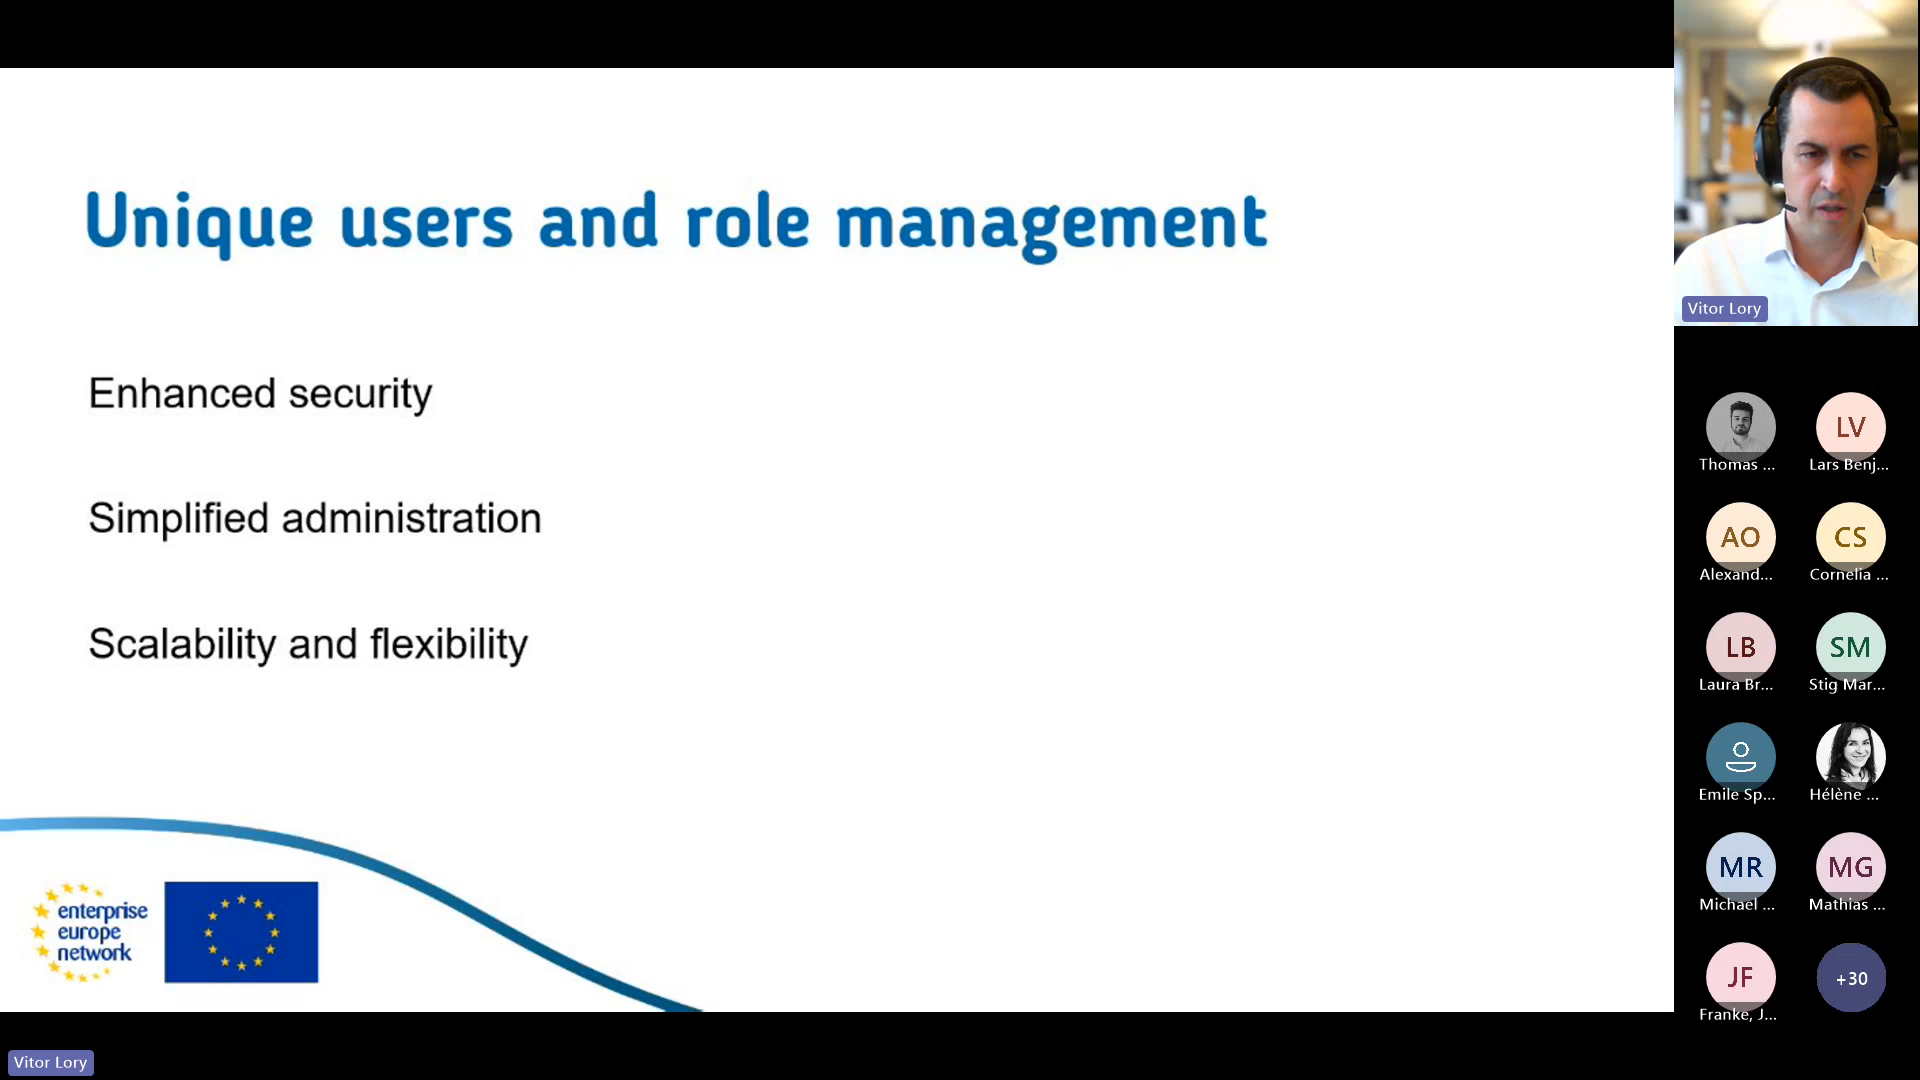 Unique users and role management
Enhanced security
Simplified administration
Scalability and flexibility
enterprise
europe
network
Vitor Lory
Vitor Lory
Thomas ...
LV
Lars Benj...
AO
Alexand...
CS
Cornelia ...
LB
Laura Br...
SM
Stig Mar...
Emile Sp...
Hélène ...
MR
Michael ...
MG
Mathias ...
JF
Franke, J...
+30